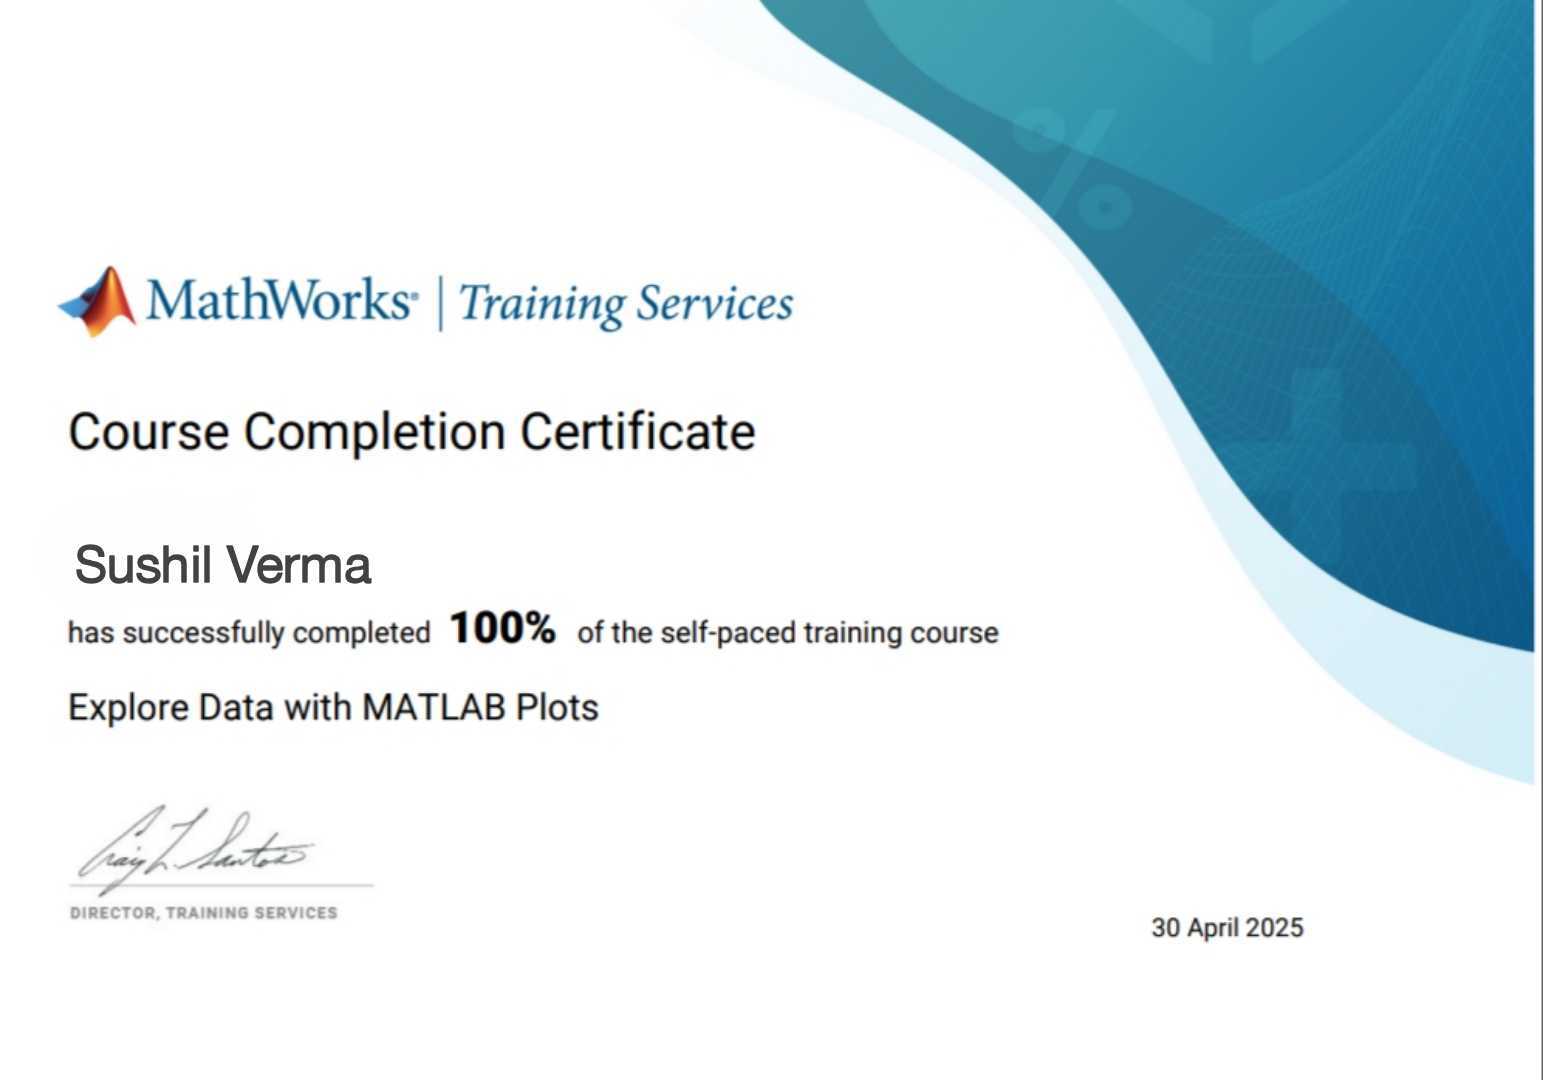 MathWorks® | Training Services
Course Completion Certificate
Sushil Verma
has successfully completed 100% of the self-paced training course
Explore Data with MATLAB Plots
Craig L. Santos
DIRECTOR, TRAINING SERVICES
30 April 2025